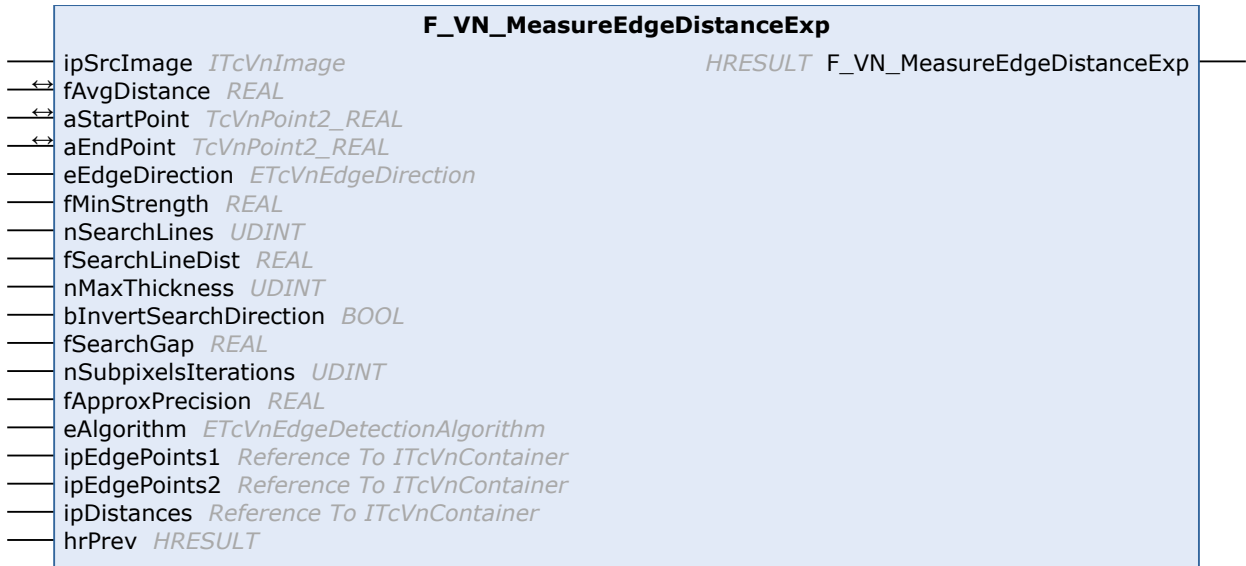 F_VN_MeasureEdgeDistanceExp
ipSrcImage ITcVnImage HRESULT F_VN_MeasureEdgeDistanceExp
↔ fAvgDistance REAL
↔ aStartPoint TcVnPoint2_REAL
↔ aEndPoint TcVnPoint2_REAL
eEdgeDirection ETcVnEdgeDirection
fMinStrength REAL
nSearchLines UDINT
fSearchLineDist REAL
nMaxThickness UDINT
bInvertSearchDirection BOOL
fSearchGap REAL
nSubpixelsIterations UDINT
fApproxPrecision REAL
eAlgorithm ETcVnEdgeDetectionAlgorithm
ipEdgePoints1 Reference To ITcVnContainer
ipEdgePoints2 Reference To ITcVnContainer
ipDistances Reference To ITcVnContainer
hrPrev HRESULT